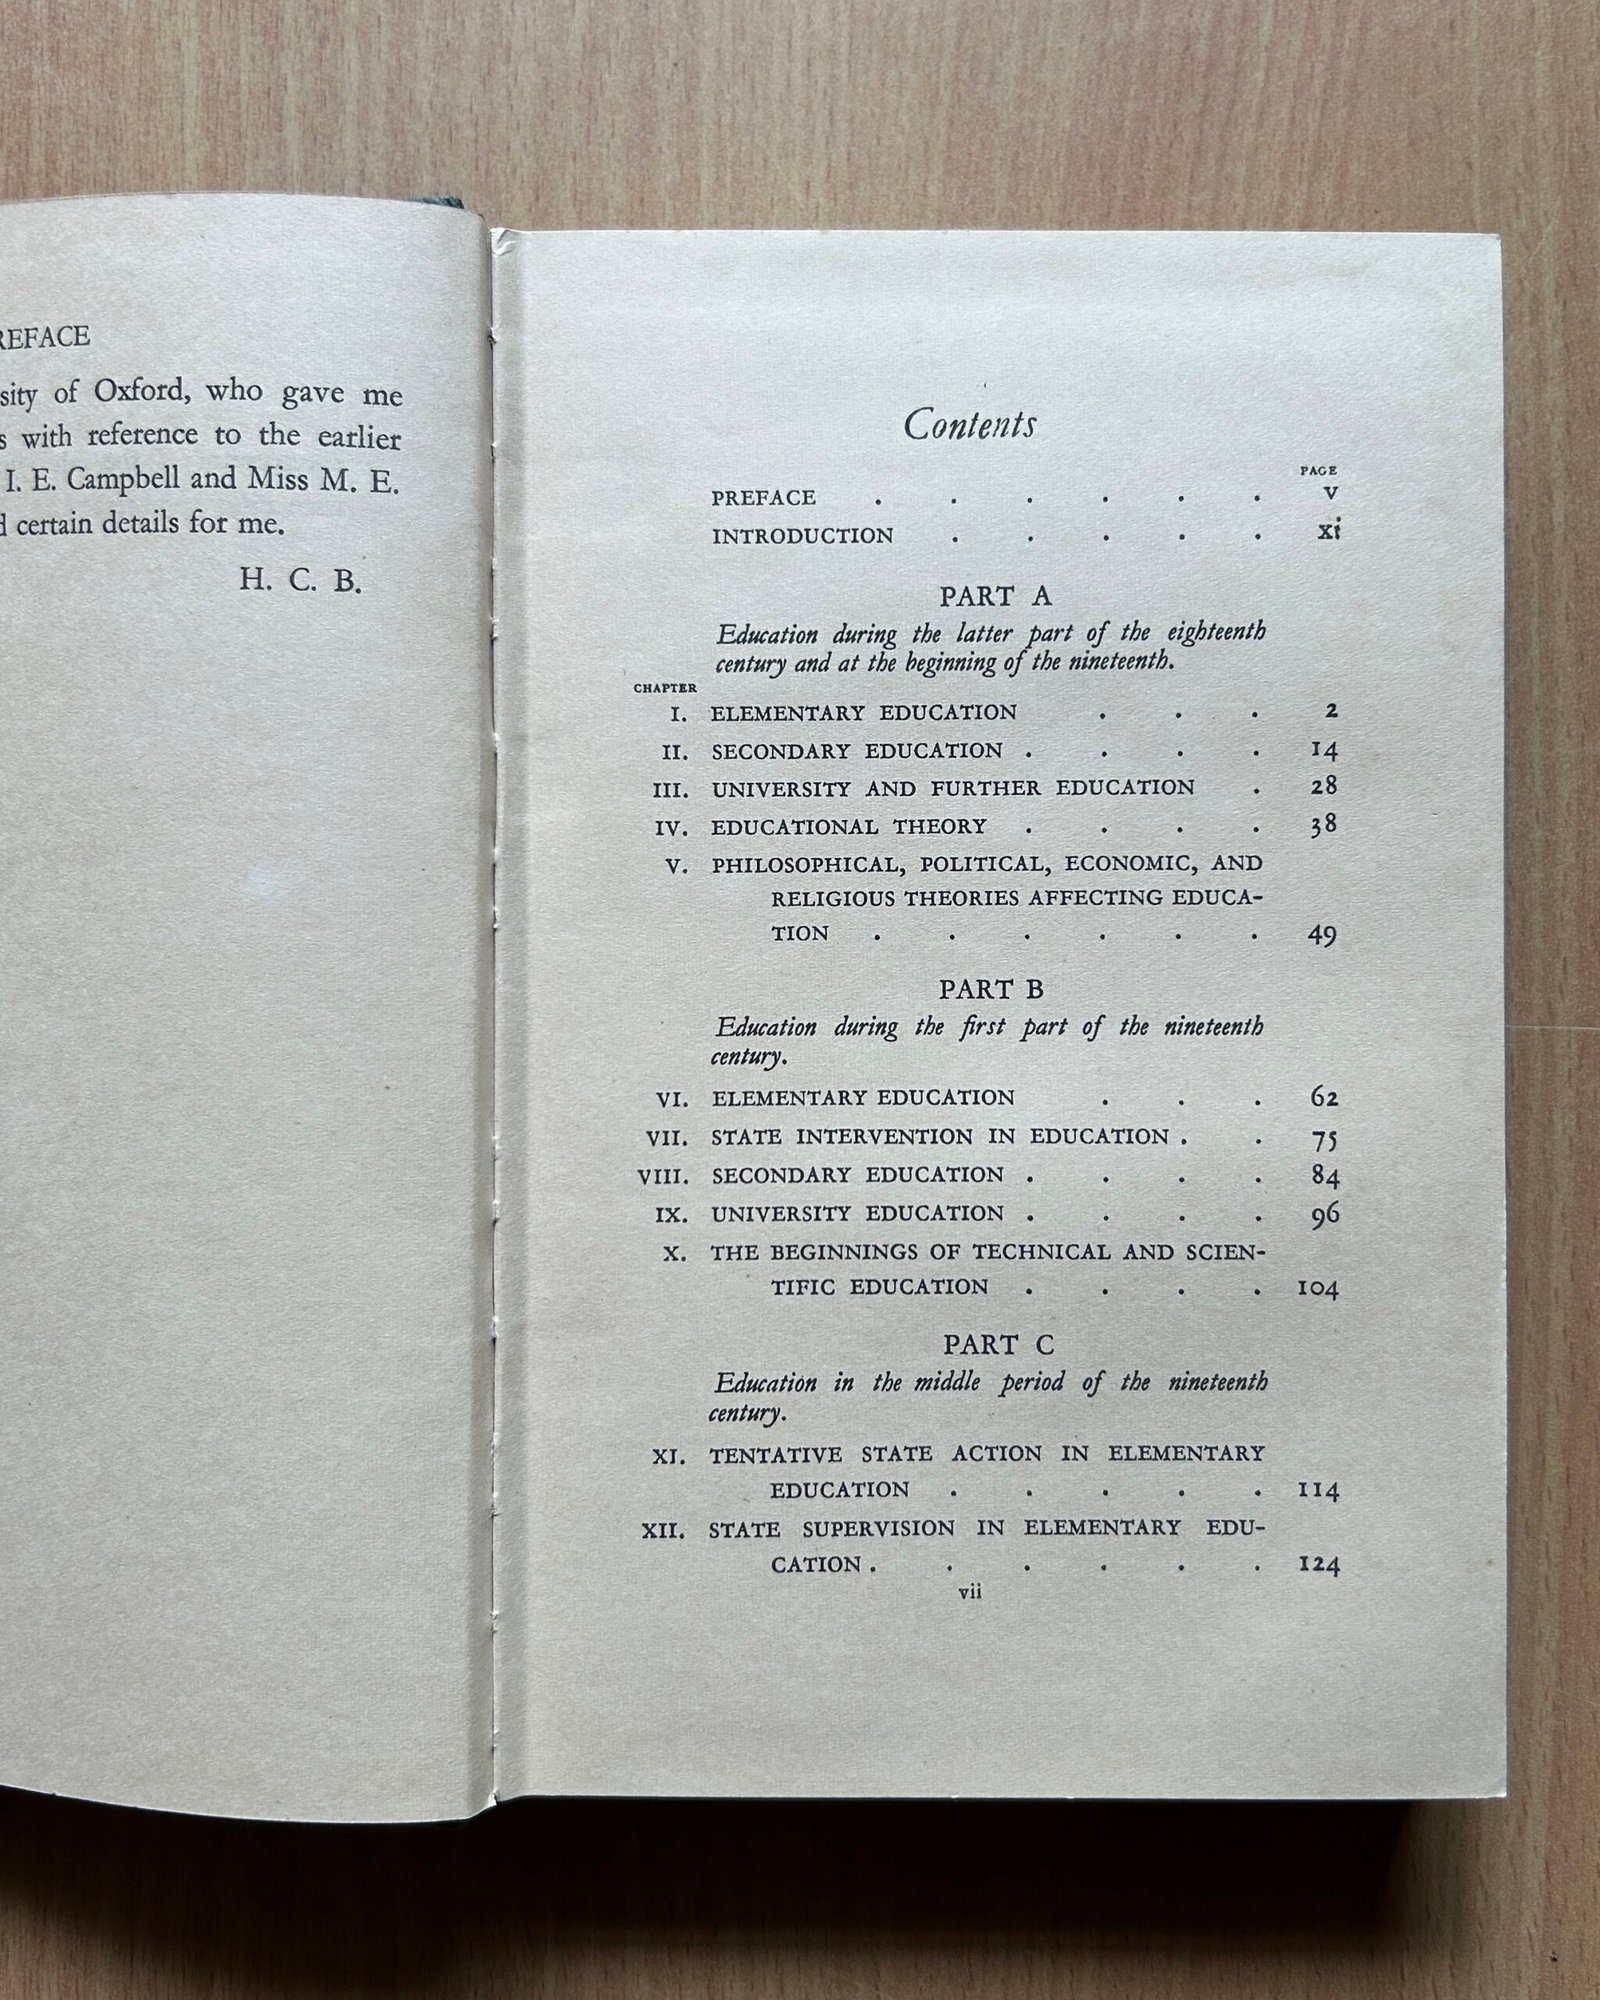 PREFACE
of Oxford, who gave me
with reference to the earlier
I. E. Campbell and Miss M. E.
certain details for me.
H. C. B.
Contents
PAGE
PREFACE . . . . . . v
INTRODUCTION . . . . . xi
PART A
Education during the latter part of the eighteenth
century and at the beginning of the nineteenth.
CHAPTER
I. ELEMENTARY EDUCATION . . . 2
II. SECONDARY EDUCATION . . . . 14
III. UNIVERSITY AND FURTHER EDUCATION . 28
IV. EDUCATIONAL THEORY . . . . 38
V. PHILOSOPHICAL, POLITICAL, ECONOMIC, AND
RELIGIOUS THEORIES AFFECTING EDUCA-
TION . . . . . . 49
PART B
Education during the first part of the nineteenth
century.
VI. ELEMENTARY EDUCATION . . . 62
VII. STATE INTERVENTION IN EDUCATION . . 75
VIII. SECONDARY EDUCATION . . . . 84
IX. UNIVERSITY EDUCATION . . . . 96
X. THE BEGINNINGS OF TECHNICAL AND SCIEN-
TIFIC EDUCATION . . . . 104
PART C
Education in the middle period of the nineteenth
century.
XI. TENTATIVE STATE ACTION IN ELEMENTARY
EDUCATION . . . . . 114
XII. STATE SUPERVISION IN ELEMENTARY EDU-
CATION . . . . . . 124
vii